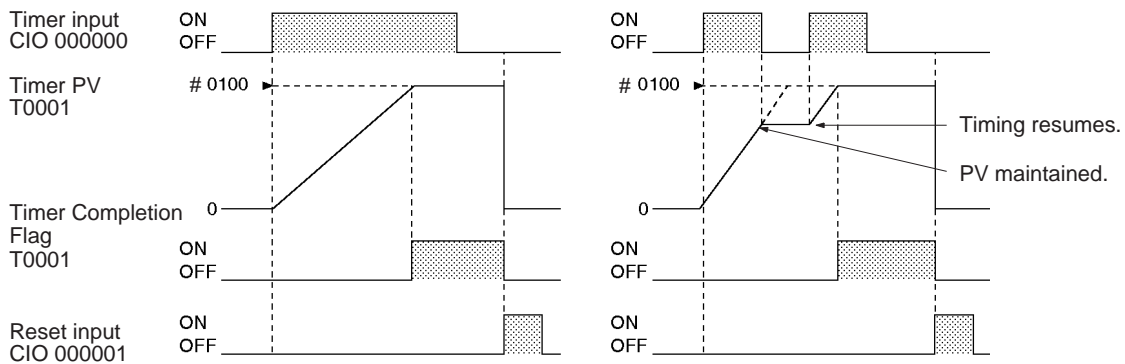 Timer input
CIO 000000
ON
OFF
ON
OFF
Timer PV
T0001
# 0100
# 0100
Timing resumes.
PV maintained.
0
0
Timer Completion
Flag
T0001
ON
OFF
ON
OFF
Reset input
CIO 000001
ON
OFF
ON
OFF